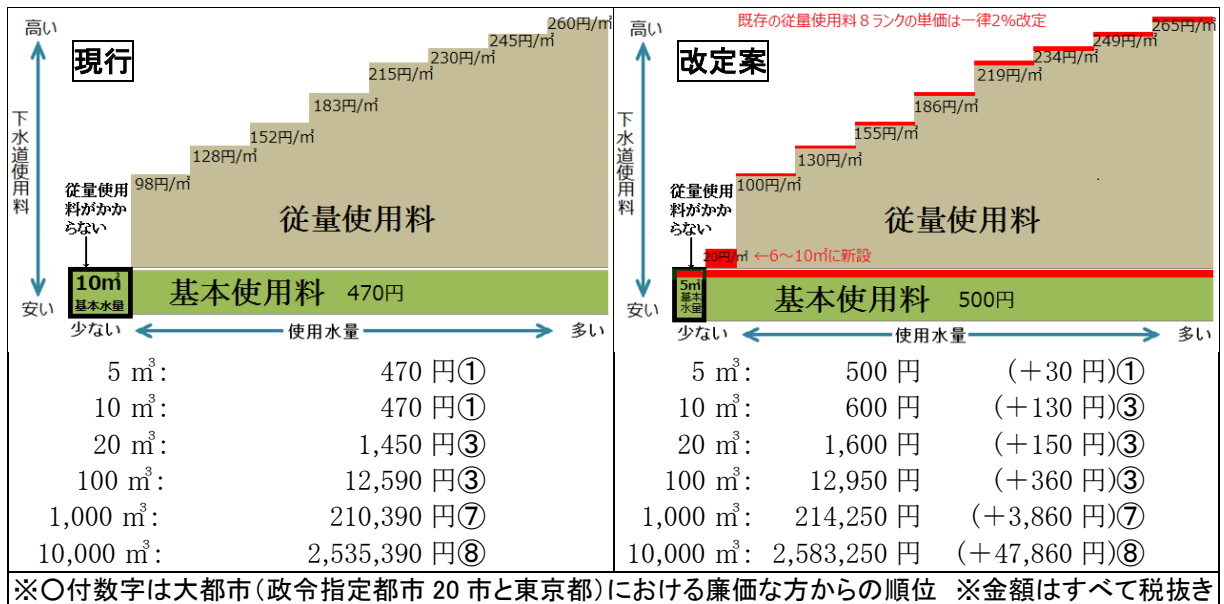 現行
高い
下水道使用料
安い
260円/㎥
245円/㎥
230円/㎥
215円/㎥
183円/㎥
152円/㎥
128円/㎥
98円/㎥
従量使用
料がかか
らない
従量使用料
10㎥
基本水量
基本使用料 470円
少ない
使用水量
多い
5 ㎥: 470 円①
10 ㎥: 470 円①
20 ㎥: 1,450 円③
100 ㎥: 12,590 円③
1,000 ㎥: 210,390 円⑦
10,000 ㎥: 2,535,390 円⑧
既存の従量使用料8ランクの単価は一律2%改定
改定案
高い
下水道使用料
安い
265円/㎥
249円/㎥
234円/㎥
219円/㎥
186円/㎥
155円/㎥
130円/㎥
100円/㎥
従量使用
料がかか
らない
従量使用料
20円/㎥ ←6~10㎥に新設
5㎥
基本
水量
基本使用料 500円
少ない
使用水量
多い
5 ㎥: 500 円 (+30 円)①
10 ㎥: 600 円 (+130 円)③
20 ㎥: 1,600 円 (+150 円)③
100 ㎥: 12,950 円 (+360 円)③
1,000 ㎥: 214,250 円 (+3,860 円)⑦
10,000 ㎥: 2,583,250 円 (+47,860 円)⑧
※〇付数字は大都市(政令指定都市 20 市と東京都)における廉価な方からの順位 ※金額はすべて税抜き